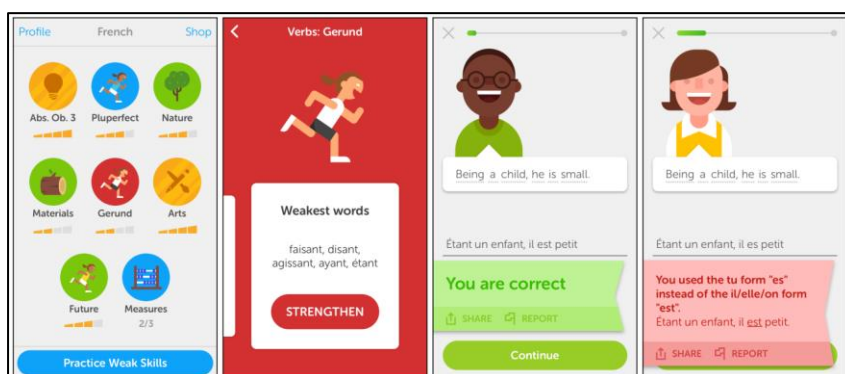 Profile French Shop
Abs. Ob. 3 Pluperfect Nature
Materials Gerund Arts
Future Measures
2/3
Practice Weak Skills
Verbs: Gerund
Weakest words
faisant, disant,
agissant, ayant, étant
STRENGTHEN
Being a child, he is small.
Étant un enfant, il est petit
You are correct
SHARE REPORT
Continue
Being a child, he is small.
Étant un enfant, il es petit
You used the tu form "es"
instead of the il/elle/on form
"est".
Étant un enfant, il est petit.
SHARE REPORT